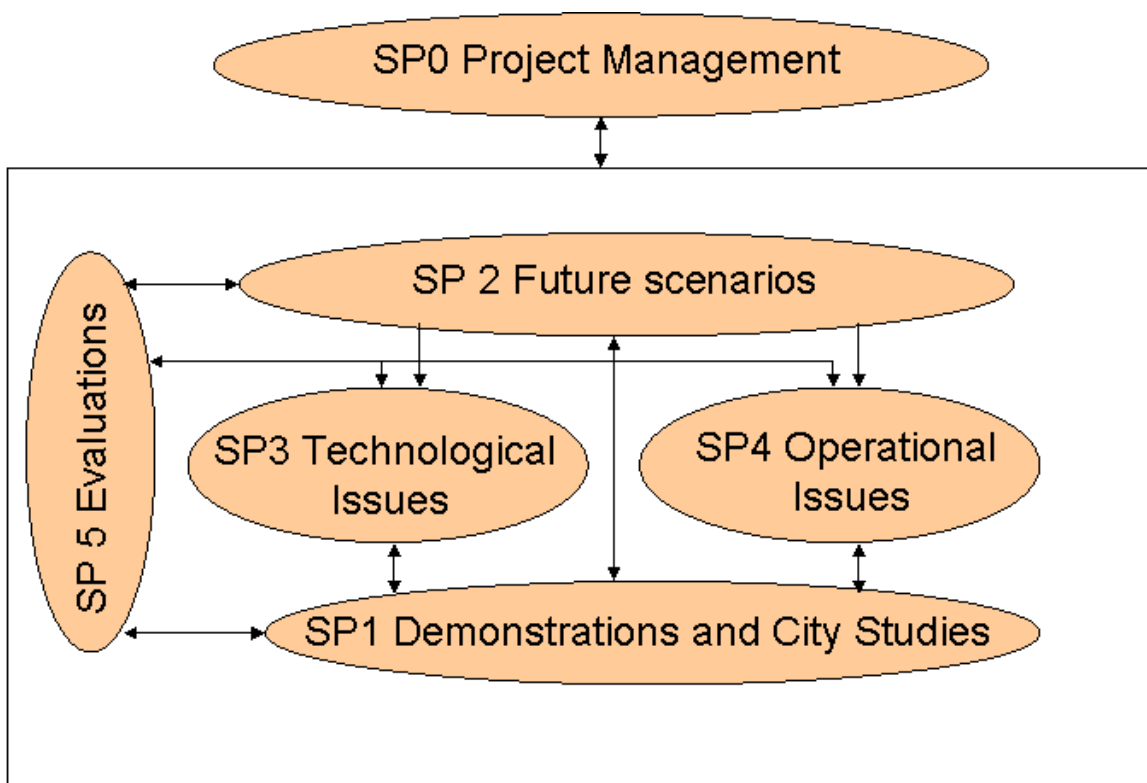 SP0 Project Management
SP 2 Future scenarios
SP 5 Evaluations
SP3 Technological
Issues
SP4 Operational
Issues
SP1 Demonstrations and City Studies